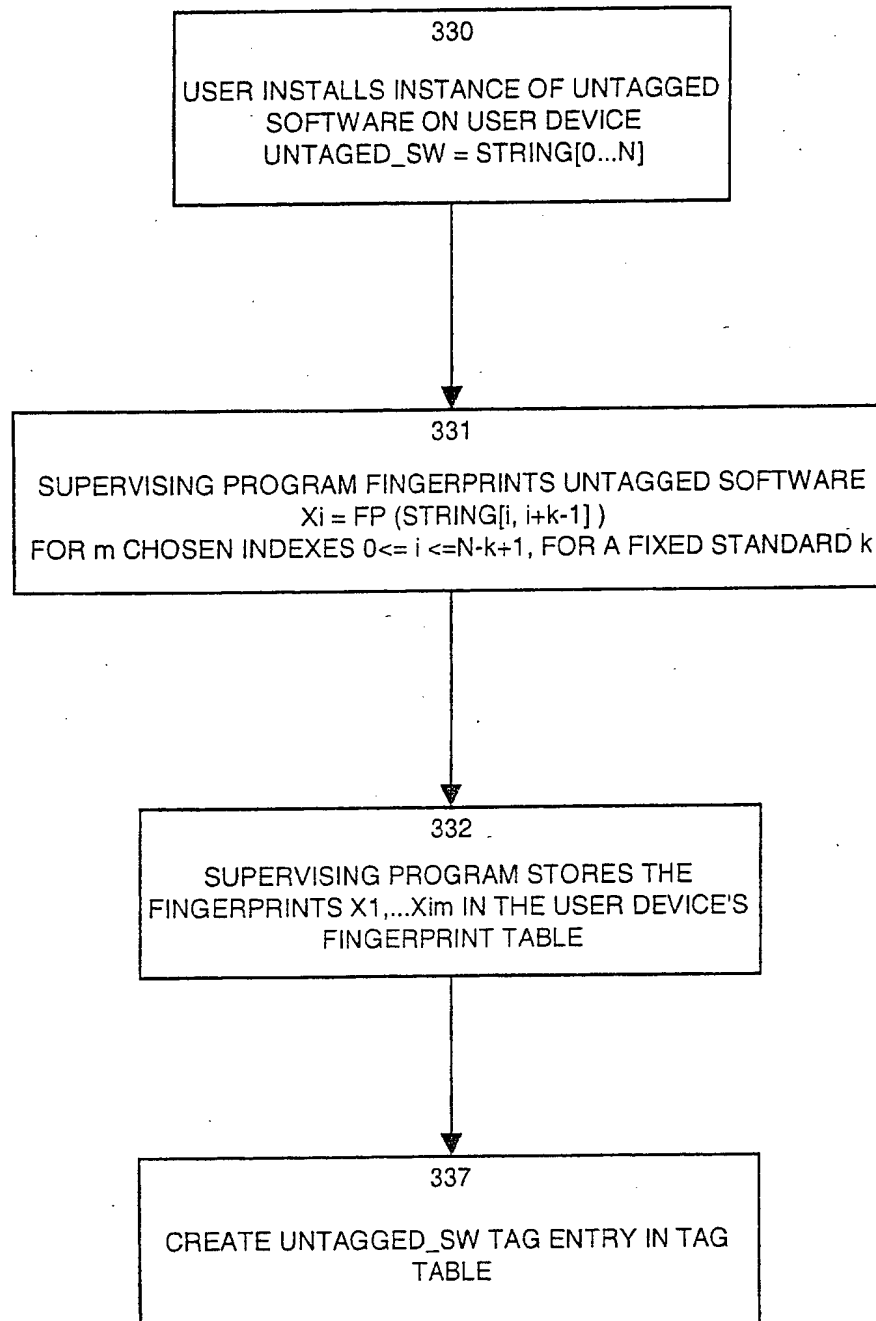 330
USER INSTALLS INSTANCE OF UNTAGGED
SOFTWARE ON USER DEVICE
UNTAGED_SW = STRING[0...N]
331
SUPERVISING PROGRAM FINGERPRINTS UNTAGGED SOFTWARE
Xi = FP (STRING[i, i+k-1] )
FOR m CHOSEN INDEXES 0<= i <=N-k+1, FOR A FIXED STANDARD k
332
SUPERVISING PROGRAM STORES THE
FINGERPRINTS X1,...Xim IN THE USER DEVICE'S
FINGERPRINT TABLE
337
CREATE UNTAGGED_SW TAG ENTRY IN TAG
TABLE